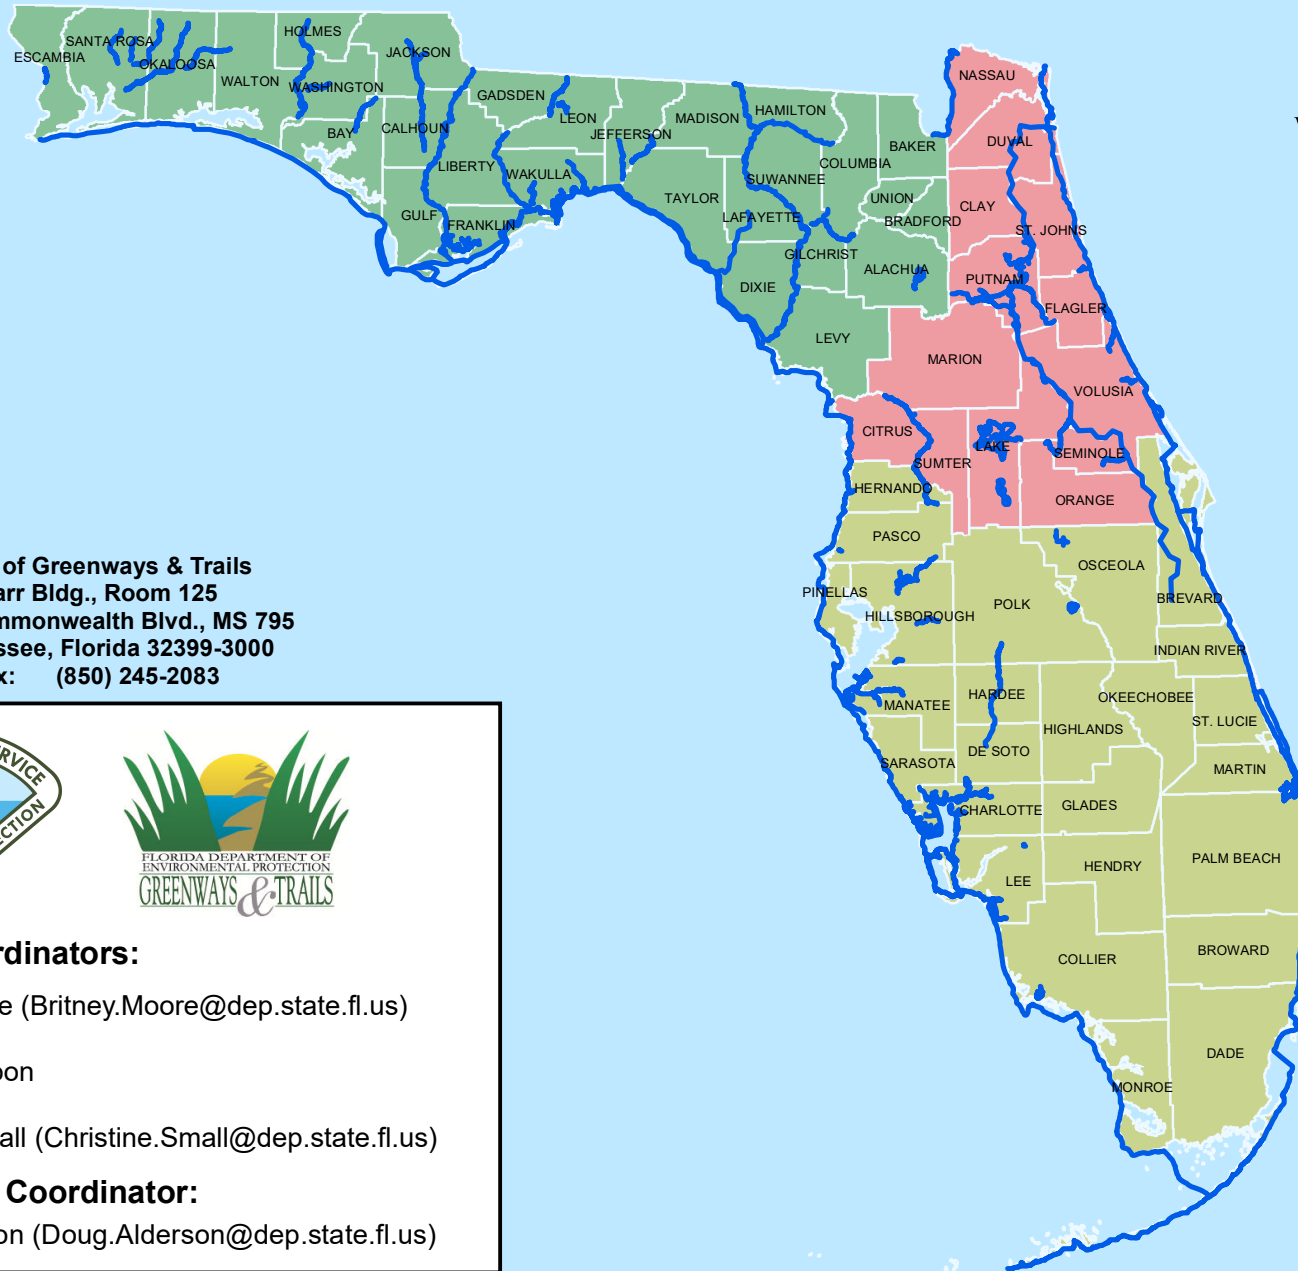 HOLMES
SANTA ROSA
JACKSON
ESCAMBIA
OKALOOSA
WALTON
WASHINGTON
GADSDEN
LEON
BAY
CALHOUN
JEFFERSON
MADISON
HAMILTON
LIBERTY
WAKULLA
COLUMBIA
BAKER
SUWANNEE
TAYLOR
UNION
GULF
FRANKLIN
LAFAYETTE
BRADFORD
GILCHRIST
ALACHUA
DIXIE
LEVY
NASSAU
DUVAL
CLAY
ST. JOHNS
PUTNAM
FLAGLER
MARION
VOLUSIA
CITRUS
LAKE
SUMTER
SEMINOLE
HERNANDO
ORANGE
PASCO
OSCEOLA
PINELLAS
HILLSBOROUGH
POLK
BREVARD
INDIAN RIVER
MANATEE
HARDEE
OKEECHOBEE
HIGHLANDS
ST. LUCIE
SARASOTA
DE SOTO
MARTIN
CHARLOTTE
GLADES
LEE
HENDRY
PALM BEACH
COLLIER
BROWARD
DADE
MONROE
of Greenways & Trails
arr Bldg., Room 125
mmonwealth Blvd., MS 795
ssee, Florida 32399-3000
x: (850) 245-2083
RVICE
ECTION
FLORIDA DEPARTMENT OF
ENVIRONMENTAL PROTECTION
GREENWAYS & TRAILS
rdinators:
e (Britney.Moore@dep.state.fl.us)
oon
all (Christine.Small@dep.state.fl.us)
Coordinator:
on (Doug.Alderson@dep.state.fl.us)